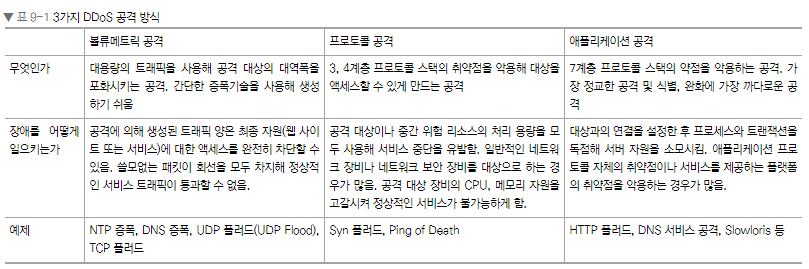 ▼ 표 9-1 3가지 DDoS 공격 방식
볼류메트릭 공격
프로토콜 공격
애플리케이션 공격
무엇인가
대용량의 트래픽을 사용해 공격 대상의 대역폭을
포화시키는 공격. 간단한 증폭기술을 사용해 생성
하기 쉬움
3, 4계층 프로토콜 스택의 취약점을 악용해 대상을
액세스할 수 있게 만드는 공격
7계층 프로토콜 스택의 약점을 악용하는 공격. 가
장 정교한 공격 및 식별, 완화에 가장 까다로운 공
격
장애를 어떻게
일으키는가
공격에 의해 생성된 트래픽 양은 최종 자원(웹 사이
트 또는 서비스)에 대한 액세스를 완전히 차단할 수
있음. 쓸모없는 패킷이 회선을 모두 차지해 정상적
인 서비스 트래픽이 통과할 수 없음.
공격 대상이나 중간 위험 리소스의 처리 용량을 모
두 사용해 서비스 중단을 유발함. 일반적인 네트워
크 장비나 네트워크 보안 장비를 대상으로 하는 경
우가 많음. 공격 대상 장비의 CPU, 메모리 자원을
고갈시켜 정상적인 서비스가 불가능하게 함.
대상과의 연결을 설정한 후 프로세스와 트랜잭션을
독점해 서버 자원을 소모시킴. 애플리케이션 프로
토콜 자체의 취약점이나 서비스를 제공하는 플랫폼
의 취약점을 악용하는 경우가 많음.
예제
NTP 증폭, DNS 증폭, UDP 플러드(UDP Flood),
TCP 플러드
Syn 플러드, Ping of Death
HTTP 플러드, DNS 서비스 공격, Slowloris 등